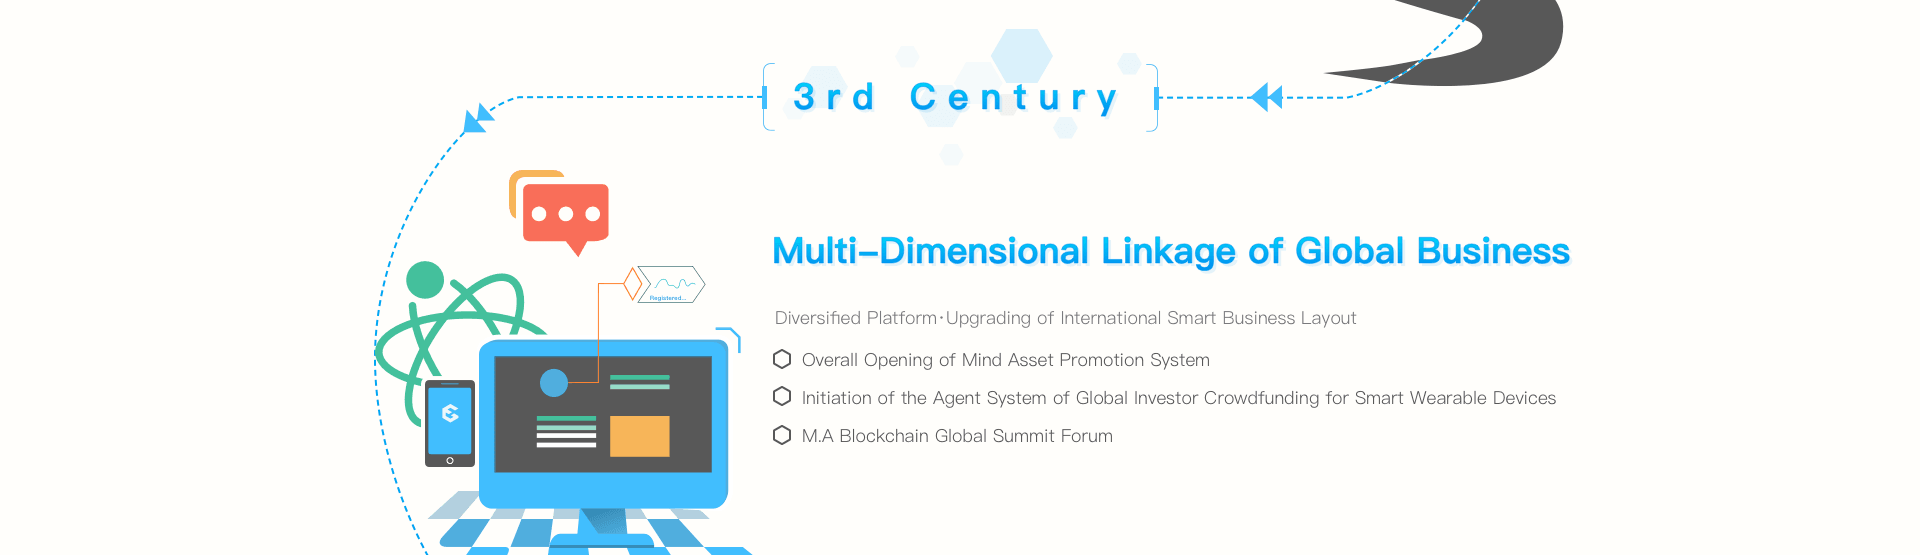 3rd Century
Multi-Dimensional Linkage of Global Business
Registered...
Diversified Platform·Upgrading of International Smart Business Layout
Overall Opening of Mind Asset Promotion System
Initiation of the Agent System of Global Investor Crowdfunding for Smart Wearable Devices
M.A Blockchain Global Summit Forum